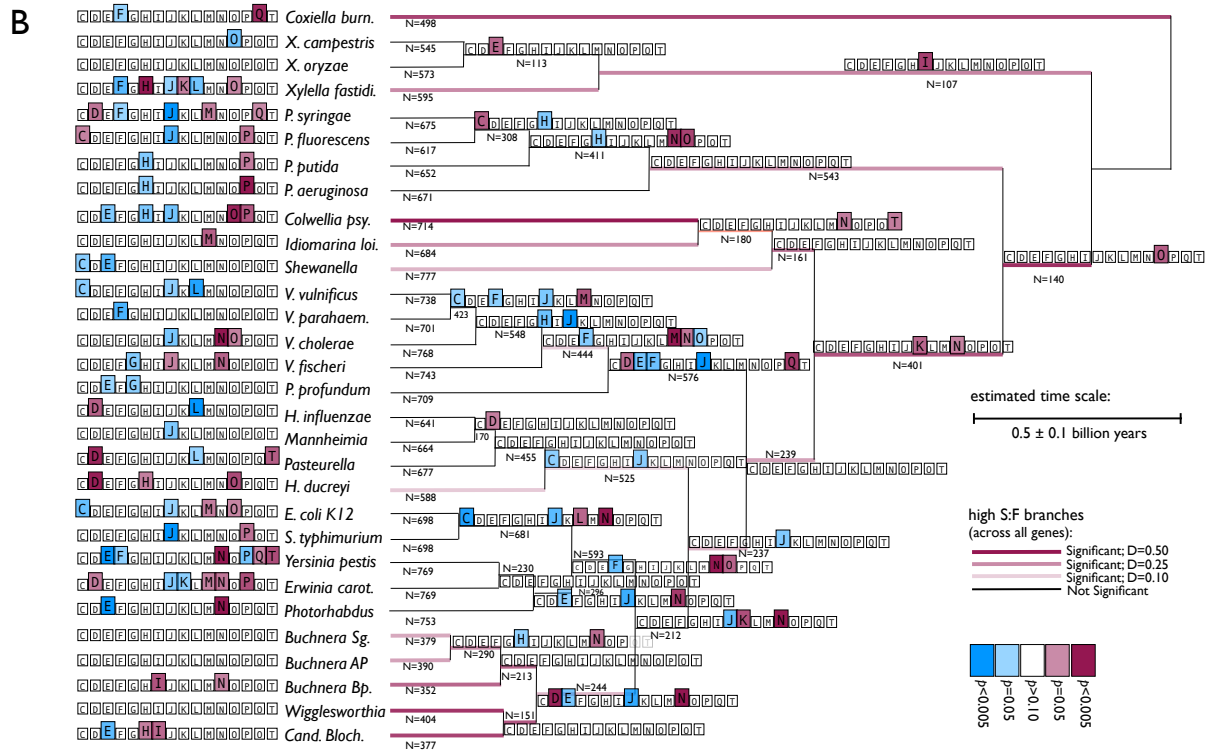 B
CDEFGHIJKLMNOPQT Coxiella burn.
N=498
CDEFGHIJKLMNOPQT X. campestris
N=545
CDEFGHIJKLMNOPQT
N=113
CDEFGHIJKLMNOPQT X. oryzae
N=573
CDEFGHIJKLMNOPQT
N=107
CDEFGHIJKLMNOPQT Xylella fastidi.
N=595
CDEFGHIJKLMNOPQT P. syringae
N=675
CDEFGHIJKLMNOPQT
N=308
CDEFGHIJKLMNOPQT P. fluorescens
N=617
CDEFGHIJKLMNOPQT
N=411
CDEFGHIJKLMNOPQT P. putida
N=652
CDEFGHIJKLMNOPQT
N=543
CDEFGHIJKLMNOPQT P. aeruginosa
N=671
CDEFGHIJKLMNOPQT Colwellia psy.
N=714
CDEFGHIJKLMNOPQT
N=180
CDEFGHIJKLMNOPQT Idiomarina loi.
N=684
CDEFGHIJKLMNOPQT
N=161
CDEFGHIJKLMNOPQT
N=140
CDEFGHIJKLMNOPQT Shewanella
N=777
CDEFGHIJKLMNOPQT V. vulnificus
N=738
CDEFGHIJKLMNOPQT
423
CDEFGHIJKLMNOPQT V. parahaem.
N=701
CDEFGHIJKLMNOPQT
N=548
CDEFGHIJKLMNOPQT V. cholerae
N=768
CDEFGHIJKLMNOPQT
N=444
CDEFGHIJKLMNOPQT
N=401
CDEFGHIJKLMNOPQT V. fischeri
N=743
CDEFGHIJKLMNOPQT
N=576
CDEFGHIJKLMNOPQT P. profundum
N=709
estimated time scale:
0.5 ± 0.1 billion years
CDEFGHIJKLMNOPQT H. influenzae
N=641
CDEFGHIJKLMNOPQT
170
CDEFGHIJKLMNOPQT Mannheimia
N=664
CDEFGHIJKLMNOPQT
N=455
CDEFGHIJKLMNOPQT Pasteurella
N=677
CDEFGHIJKLMNOPQT
N=525
N=239
CDEFGHIJKLMNOPQT
CDEFGHIJKLMNOPQT H. ducreyi
N=588
CDEFGHIJKLMNOPQT E. coli K12
N=698
CDEFGHIJKLMNOPQT
N=681
CDEFGHIJKLMNOPQT S. typhimurium
N=698
CDEFGHIJKLMNOPQT
N=237
high S:F branches
(across all genes):
Significant; D=0.50
Significant; D=0.25
Significant; D=0.10
Not Significant
CDEFGHIJKLMNOPQT Yersinia pestis
N=769
N=593
CDEFGHIJKLMNOPQT
N=230
CDEFGHIJKLMNOPQT
CDEFGHIJKLMNOPQT Erwinia carot.
N=769
N=296
CDEFGHIJKLMNOPQT
CDEFGHIJKLMNOPQT Photorhabdus
N=753
CDEFGHIJKLMNOPQT
N=212
CDEFGHIJKLMNOPQT Buchnera Sg.
N=379
CDEFGHIJKLMNOPQT
N=290
CDEFGHIJKLMNOPQT Buchnera AP
N=390
CDEFGHIJKLMNOPQT
N=213
CDEFGHIJKLMNOPQT Buchnera Bp.
N=352
N=244
CDEFGHIJKLMNOPQT
CDEFGHIJKLMNOPQT Wigglesworthia
N=404
N=151
CDEFGHIJKLMNOPQT
CDEFGHIJKLMNOPQT Cand. Bloch.
N=377
p<0.005
p=0.05
p>0.10
p=0.05
p<0.005